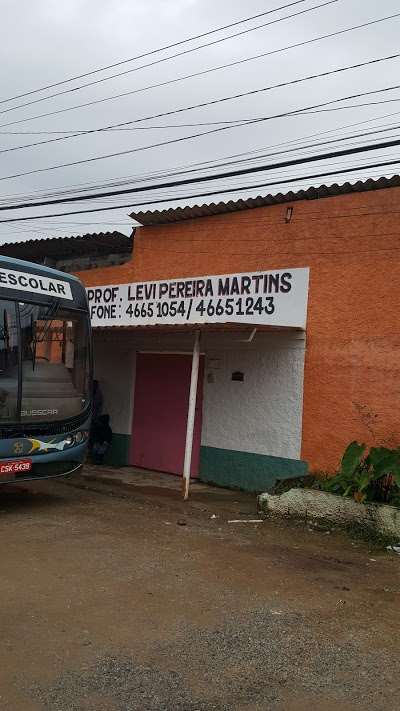 PROF. LEVI PEREIRA MARTINS
FONE: 4665 1054/ 46651243
ESCOLAR
BUSSCAR
CSK-5439